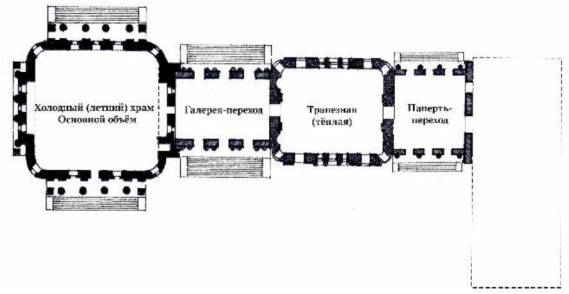 Холодный (летний) храм
Основной объём
Галерея-переход
Трапезная
(тёплая)
Паперть-
переход